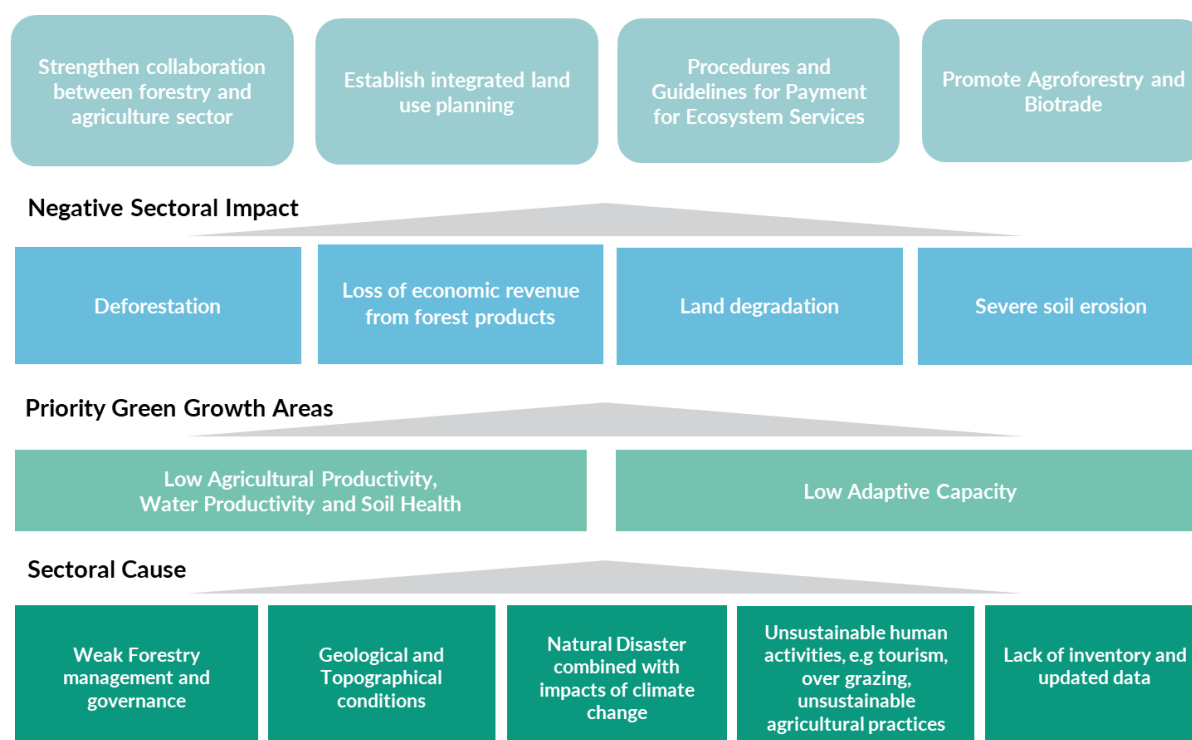 Strengthen collaboration
between forestry and
agriculture sector
Establish integrated land
use planning
Procedures and
Guidelines for Payment
for Ecosystem Services
Promote Agroforestry and
Biotrade
Negative Sectoral Impact
Deforestation
Loss of economic revenue
from forest products
Land degradation
Severe soil erosion
Priority Green Growth Areas
Low Agricultural Productivity,
Water Productivity and Soil Health
Low Adaptive Capacity
Sectoral Cause
Weak Forestry
management and
governance
Geological and
Topographical
conditions
Natural Disaster
combined with
impacts of climate
change
Unsustainable human
activities, e.g tourism,
over grazing,
unsustainable
agricultural practices
Lack of inventory and
updated data